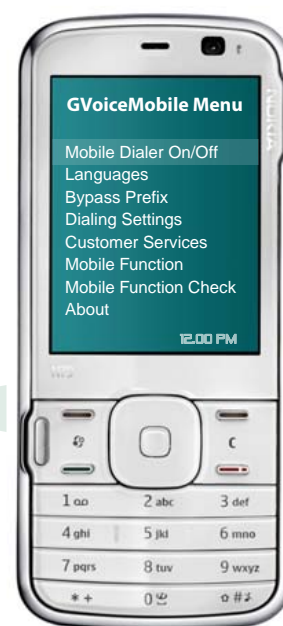 NOKIA
GVoiceMobile Menu
Mobile Dialer On/Off
Languages
Bypass Prefix
Dialing Settings
Customer Services
Mobile Function
Mobile Function Check
About
12.00 PM
C
1
2 abc
3 def
4 ghi
5 jkl
6 mno
7 pqrs
8 tuv
9 wxyz
* +
0
#